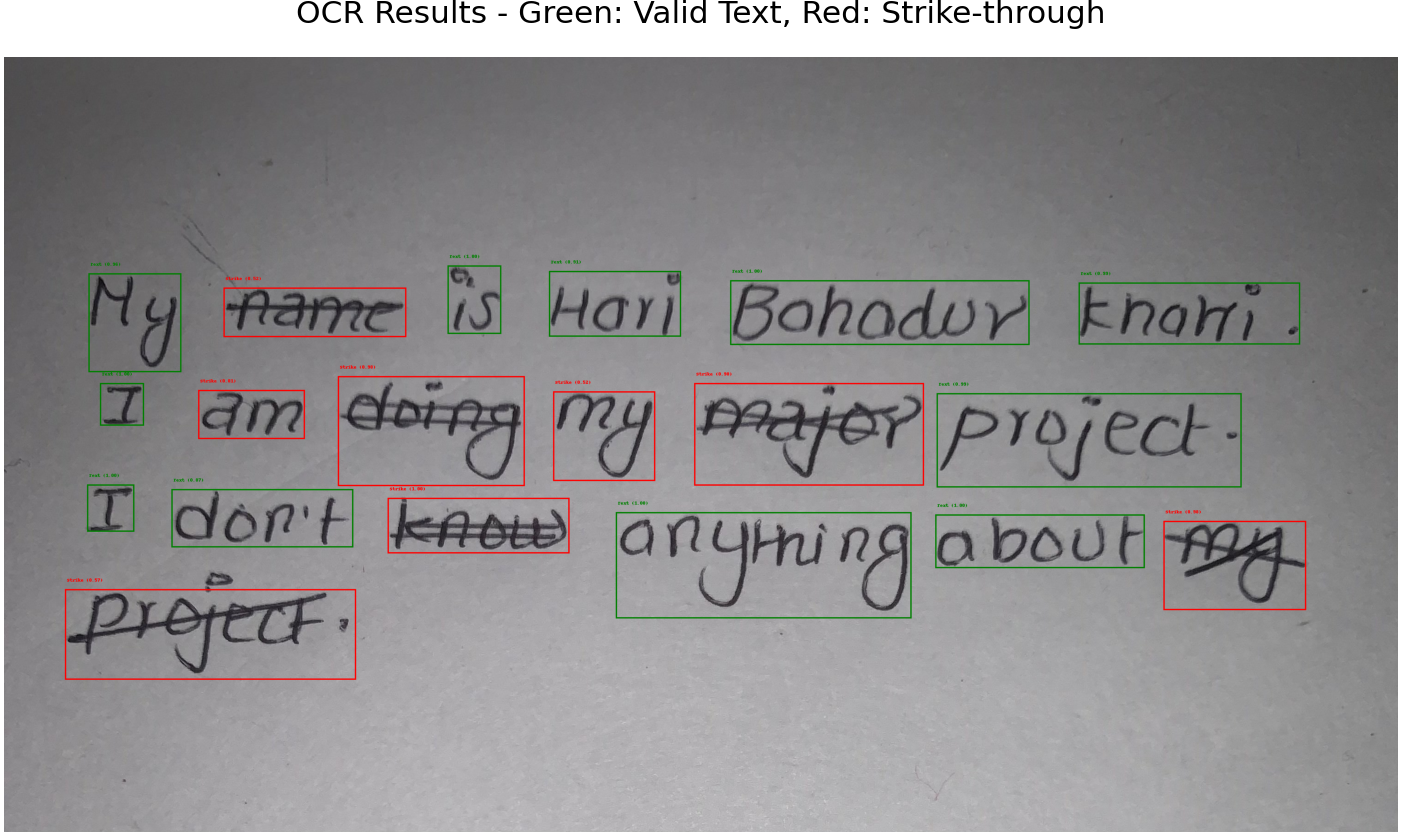 OCR Results - Green: Valid Text, Red: Strike-through
My name is Hari Bahadur khatri.
I am doing my major project.
I don't know anything about my
project.